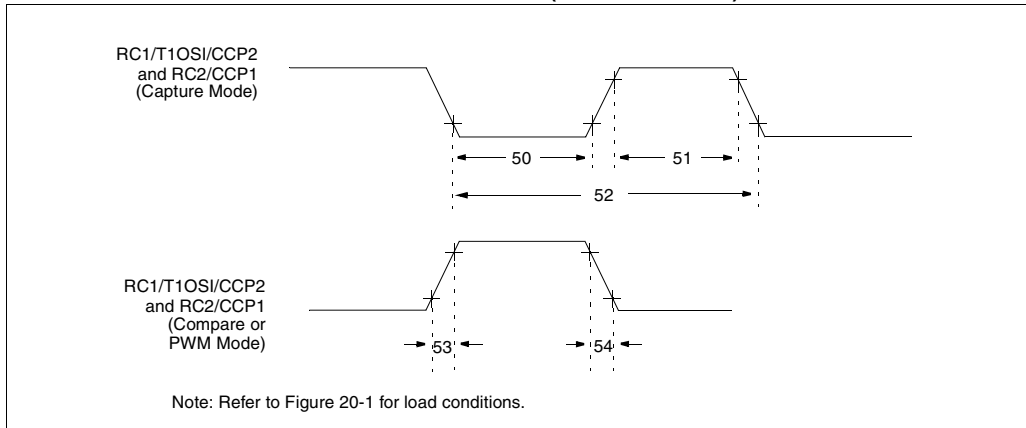 RC1/T1OSI/CCP2
and RC2/CCP1
(Capture Mode)
50
51
52
RC1/T1OSI/CCP2
and RC2/CCP1
(Compare or
PWM Mode)
53
54
Note: Refer to Figure 20-1 for load conditions.